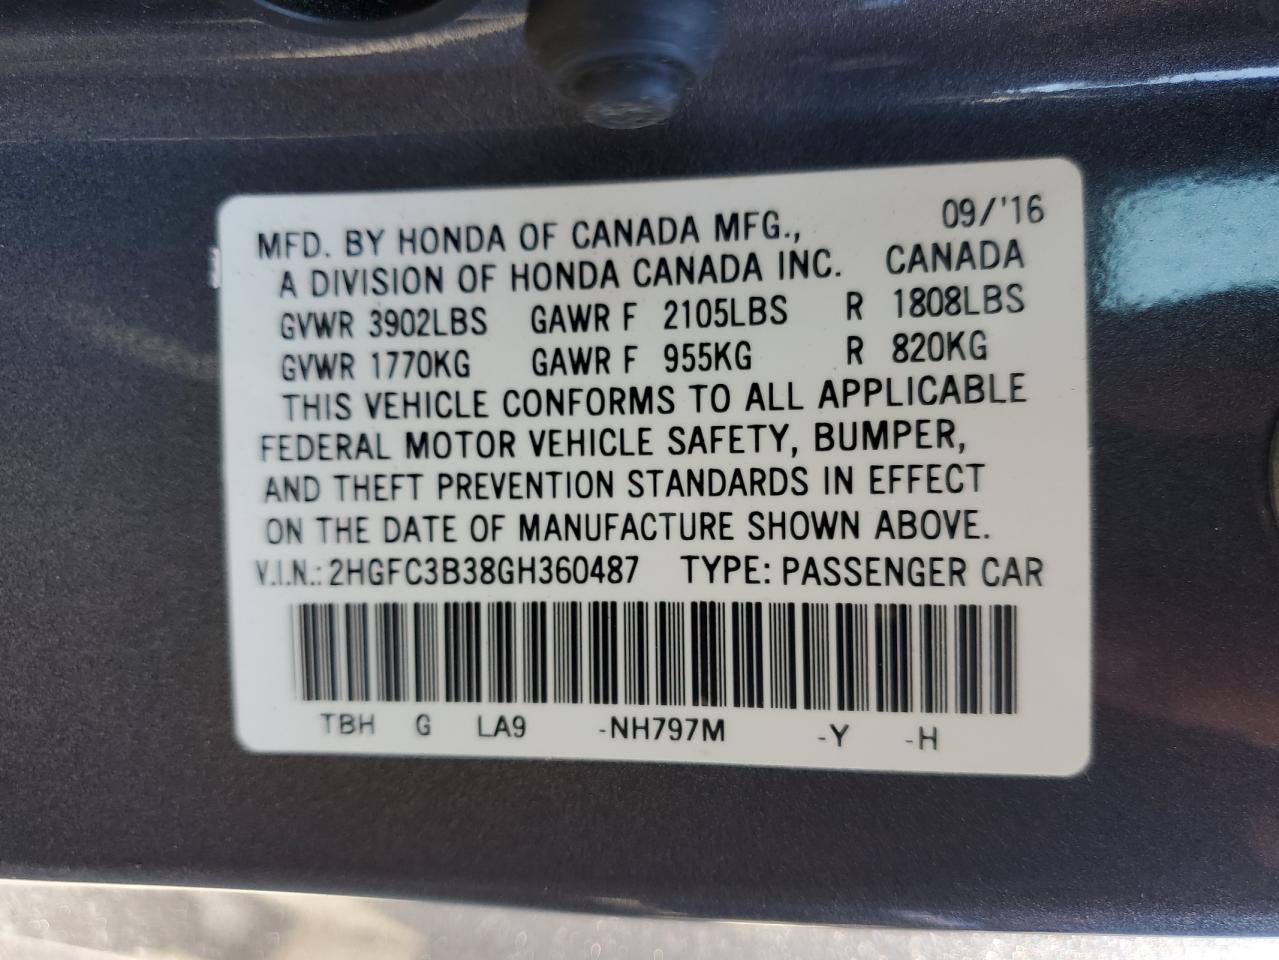 09/'16
MFD. BY HONDA OF CANADA MFG.,
A DIVISION OF HONDA CANADA INC. CANADA
GVWR 3902LBS GAWR F 2105LBS R 1808LBS
GVWR 1770KG GAWR F 955KG R 820KG
THIS VEHICLE CONFORMS TO ALL APPLICABLE
FEDERAL MOTOR VEHICLE SAFETY, BUMPER,
AND THEFT PREVENTION STANDARDS IN EFFECT
ON THE DATE OF MANUFACTURE SHOWN ABOVE.
V.I.N.: 2HGFC3B38GH360487 TYPE: PASSENGER CAR
TBH G LA9 -NH797M -Y -H